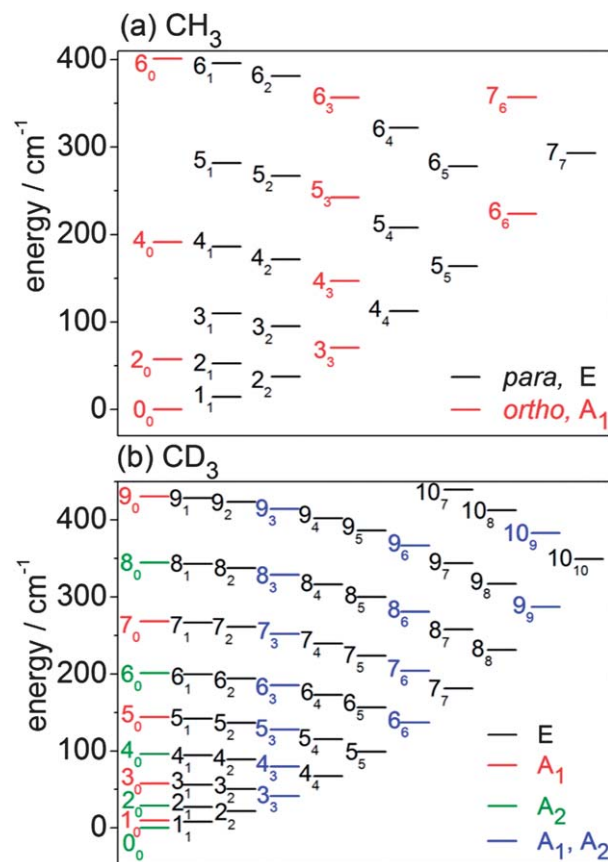 (a) CH₃
400
300
200
100
0
energy / cm⁻¹
6₀ 6₁ 6₂ 6₃ 6₄ 6₅ 6₆ 7₆ 7₇
5₁ 5₂ 5₃ 5₄ 5₅
4₀ 4₁ 4₂ 4₃ 4₄
3₁ 3₂ 3₃
2₀ 2₁ 2₂
0₀ 1₁
para, E
ortho, A₁
(b) CD₃
400
300
200
100
0
energy / cm⁻¹
10₇ 10₈ 10₉ 10₁₀
9₀ 9₁ 9₂ 9₃ 9₄ 9₅ 9₆ 9₇ 9₈ 9₉
8₀ 8₁ 8₂ 8₃ 8₄ 8₅ 8₆ 8₇ 8₈
7₀ 7₁ 7₂ 7₃ 7₄ 7₅ 7₆ 7₇
6₀ 6₁ 6₂ 6₃ 6₄ 6₅ 6₆
5₀ 5₁ 5₂ 5₃ 5₄ 5₅
4₀ 4₁ 4₂ 4₃ 4₄
3₀ 3₁ 3₂ 3₃
2₀ 2₁ 2₂
1₀ 1₁
0₀
E
A₁
A₂
A₁, A₂